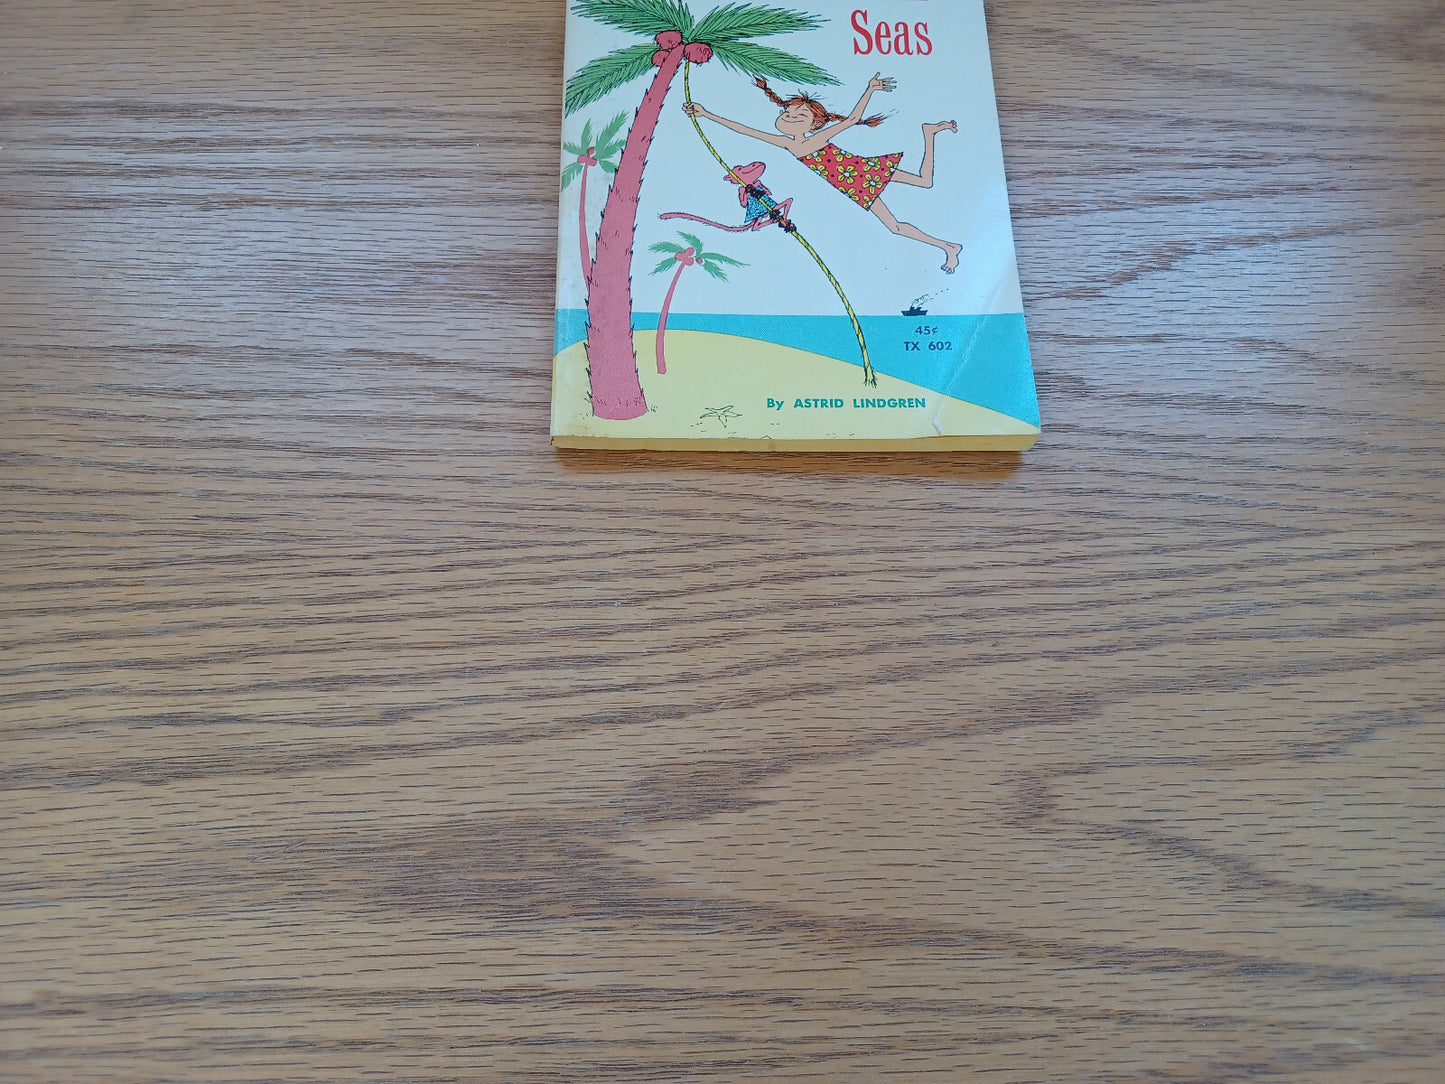 Seas
45¢
TX 602
By ASTRID LINDGREN